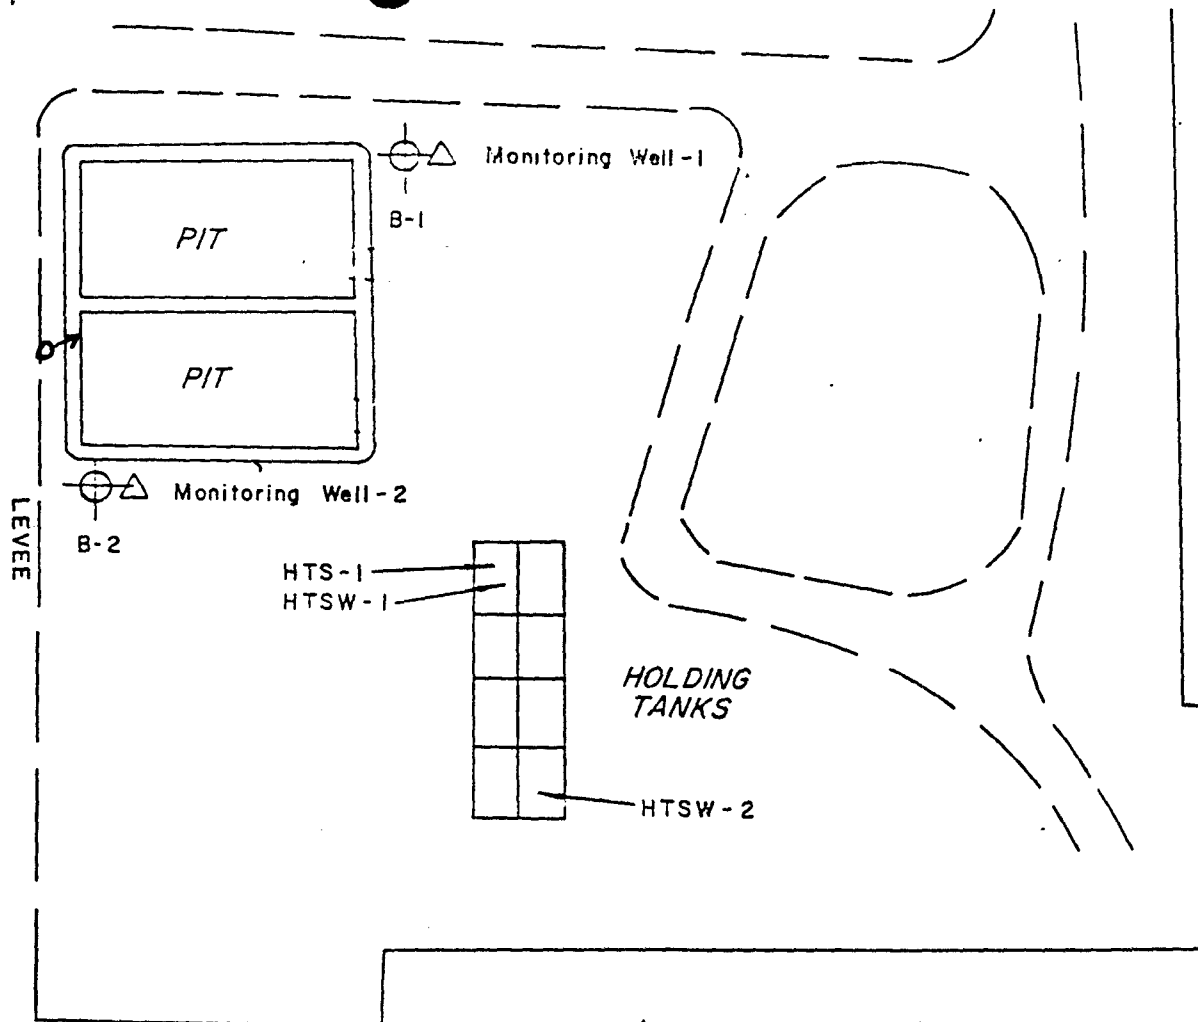 Monitoring Well-1
B-1
PIT
PIT
Monitoring Well-2
B-2
LEVEE
HTS-1
HTSW-1
HOLDING
TANKS
HTSW-2